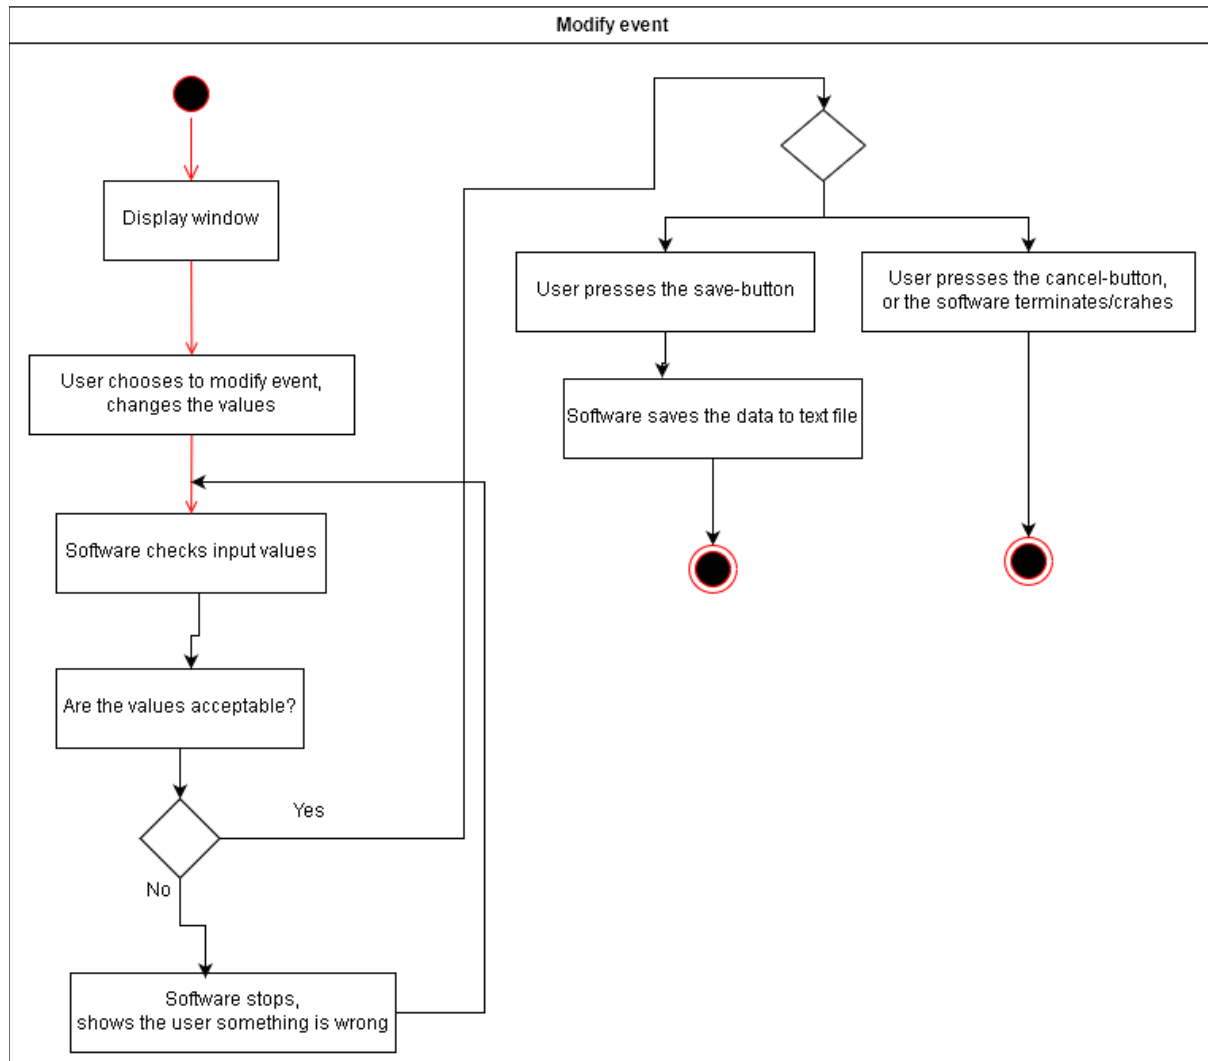 Modify event
Display window
User chooses to modify event,
changes the values
Software checks input values
Are the values acceptable?
Yes
No
Software stops,
shows the user something is wrong
User presses the save-button
Software saves the data to text file
User presses the cancel-button,
or the software terminates/crahes